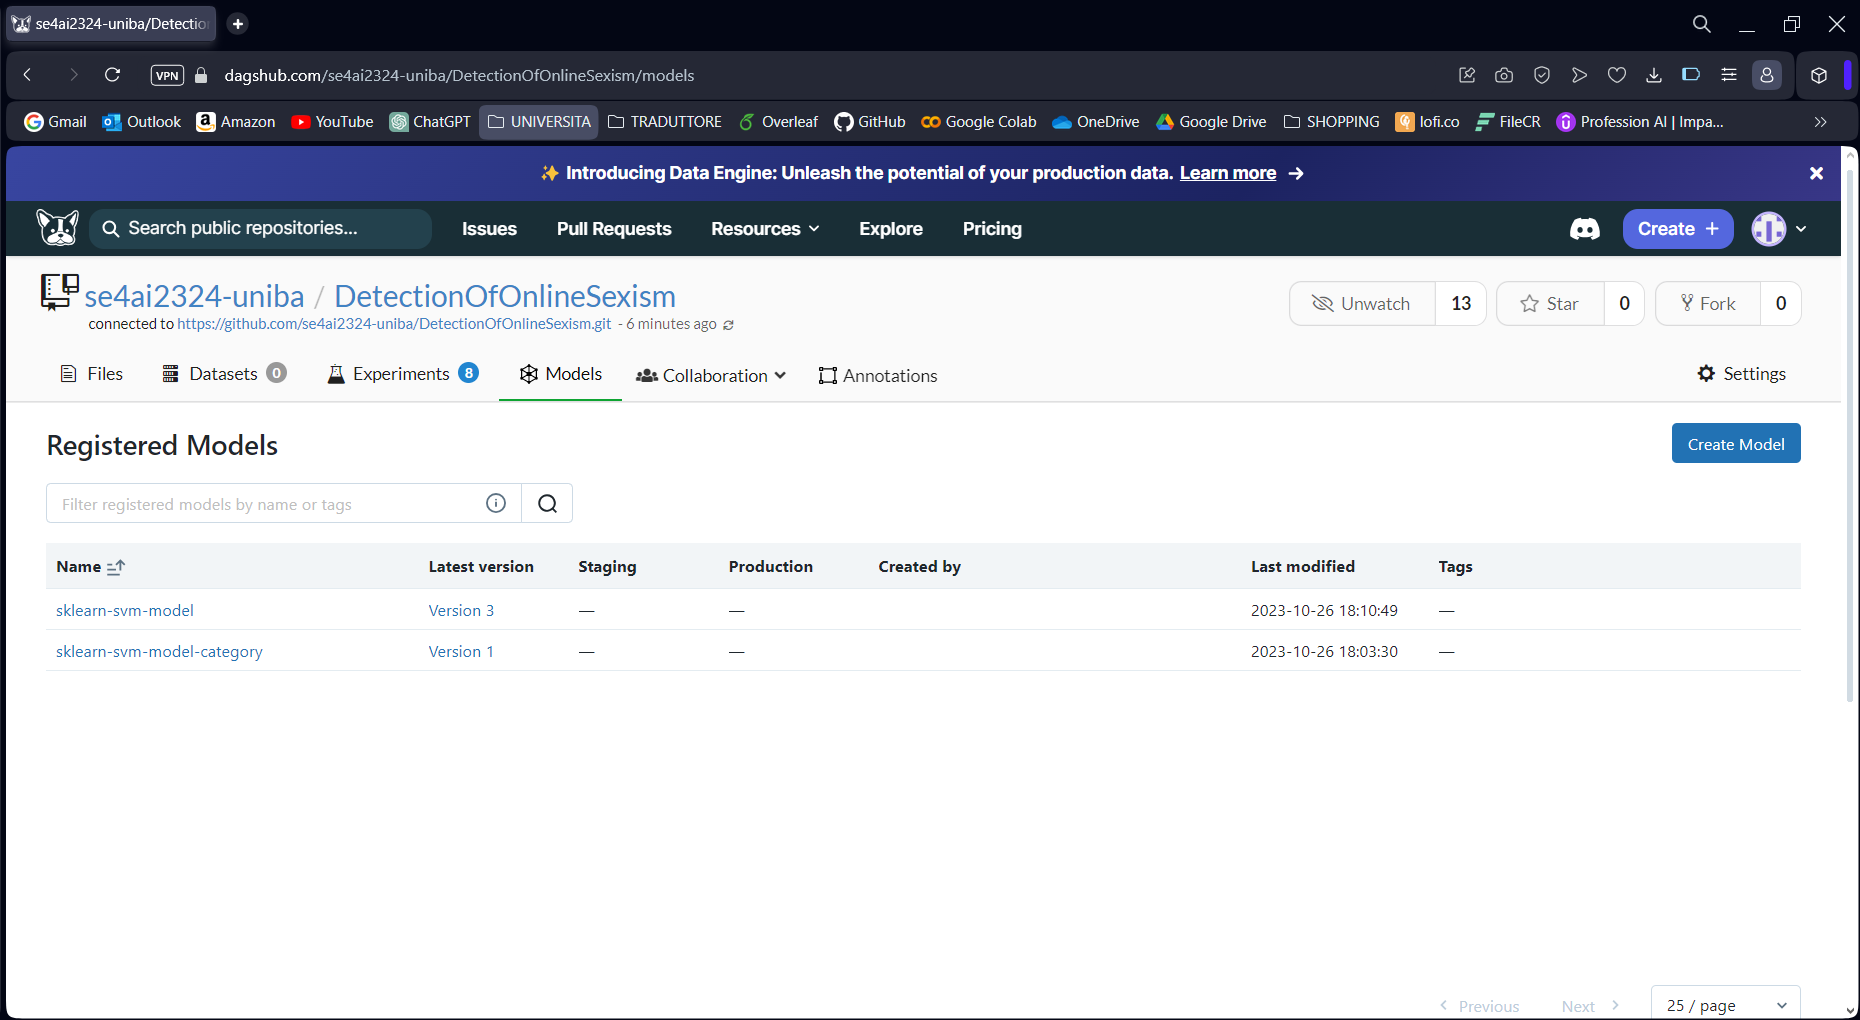 se4ai2324-uniba/Detectio
VPN dagshub.com/se4ai2324-uniba/DetectionOfOnlineSexism/models
Gmail Outlook Amazon YouTube ChatGPT UNIVERSITA TRADUTTORE Overleaf GitHub Google Colab OneDrive Google Drive SHOPPING lofi.co FileCR Profession AI | Impa...
✨ Introducing Data Engine: Unleash the potential of your production data. Learn more →
Search public repositories... Issues Pull Requests Resources Explore Pricing Create +
se4ai2324-uniba / DetectionOfOnlineSexism Unwatch 13 Star 0 Fork 0
connected to https://github.com/se4ai2324-uniba/DetectionOfOnlineSexism.git - 6 minutes ago
Files Datasets 0 Experiments 8 Models Collaboration Annotations Settings
Registered Models Create Model
Filter registered models by name or tags
Name Latest version Staging Production Created by Last modified Tags
sklearn-svm-model Version 3 — — 2023-10-26 18:10:49 —
sklearn-svm-model-category Version 1 — — 2023-10-26 18:03:30 —
< Previous Next > 25 / page